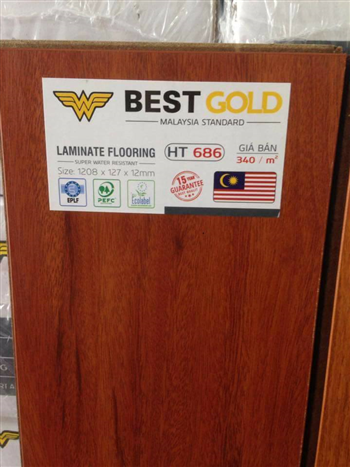 BEST GOLD
MALAYSIA STANDARD
LAMINATE FLOORING
SUPER WATER RESISTANT
Size: 1208 x 127 x 12mm
HT 686
GIÁ BÁN
340 / m²
EPLF
PEFC
Ecolabel
15 YEAR
GUARANTEE